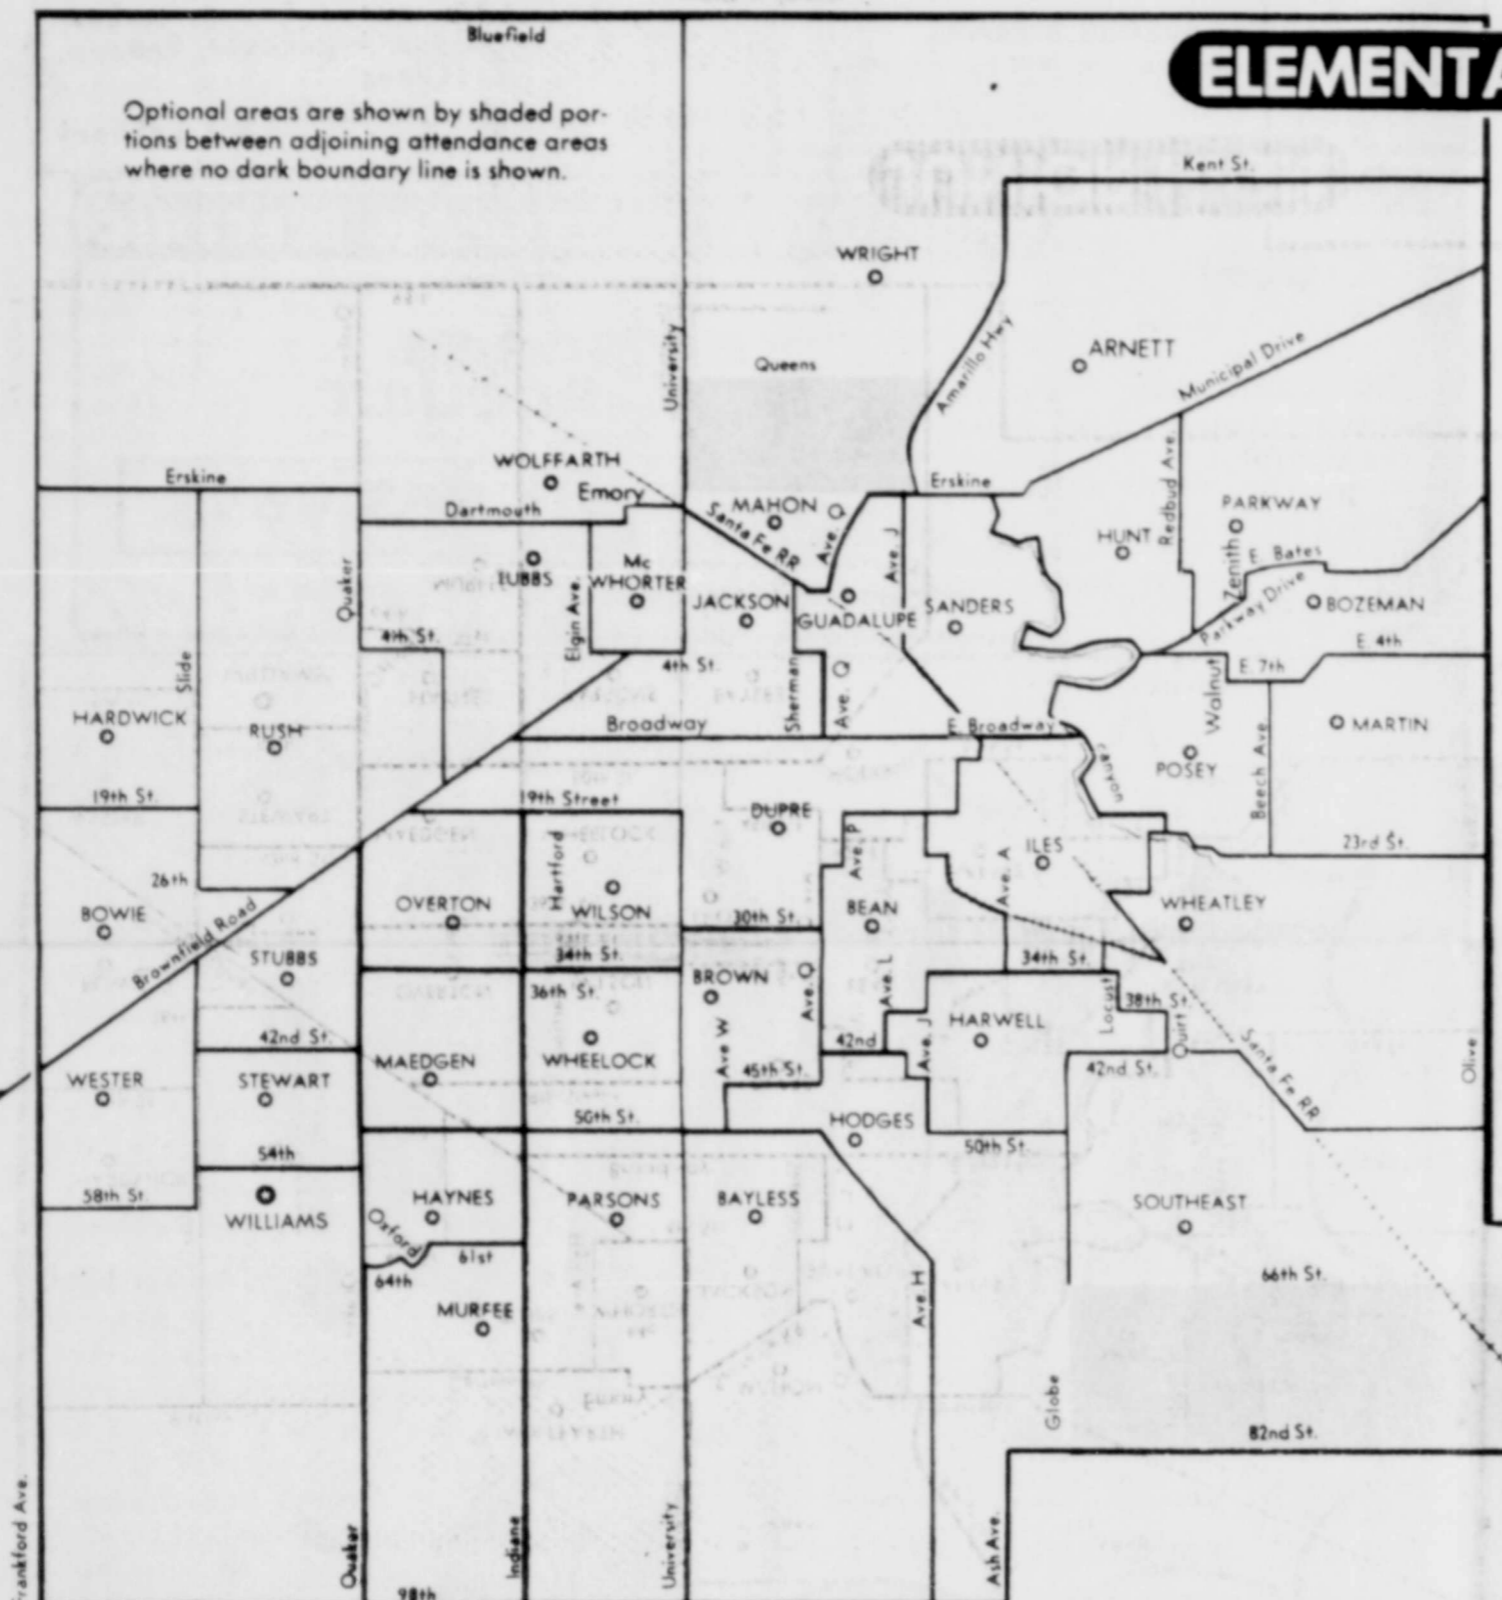 Bluefield
ELEMENTA
Optional areas are shown by shaded por-
tions between adjoining attendance areas
where no dark boundary line is shown.
Kent St.
WRIGHT
Amarillo Hwy
ARNETT
Municipal Drive
University
Queens
WOLFFARTH
Emory
Erskine
Dartmouth
MAHON
Santa Fe RR
Ave. Q
Ave. J
Erskine
Redbud Ave.
PARKWAY
HUNT
Zenith
E. Bates
Parkway Drive
BOZEMAN
Quaker
TUBBS
Elgin Ave.
Mc
WHORTER
JACKSON
GUADALUPE
SANDERS
4th St.
4th St.
E. 4th
E. 7th
Slide
HARDWICK
RUSH
Broadway
Sherman
Ave. Q
E. Broadway
Canyon
Walnut
POSEY
Beech Ave
MARTIN
19th St.
19th Street
DUPRE
Ave. P
ILES
23rd St.
26th
Hartford
Ave. A
BOWIE
OVERTON
WILSON
30th St.
BEAN
WHEATLEY
Brownfield Road
STUBBS
34th St.
34th St.
36th St.
BROWN
Ave. Q
Ave. L
Locust
38th St.
HARWELL
42nd St.
MAEDGEN
WHEELOCK
Ave W
42nd
Ave. J
Quirt
Santa Fe RR
Olive
WESTER
STEWART
45th St.
42nd St.
50th St.
HODGES
50th St.
54th
58th St.
WILLIAMS
HAYNES
PARSONS
BAYLESS
SOUTHEAST
Oxford
61st
64th
66th St.
MURFEE
Ave H
Globe
82nd St.
Frankford Ave.
Quaker
Indiana
University
Ash Ave.
98th